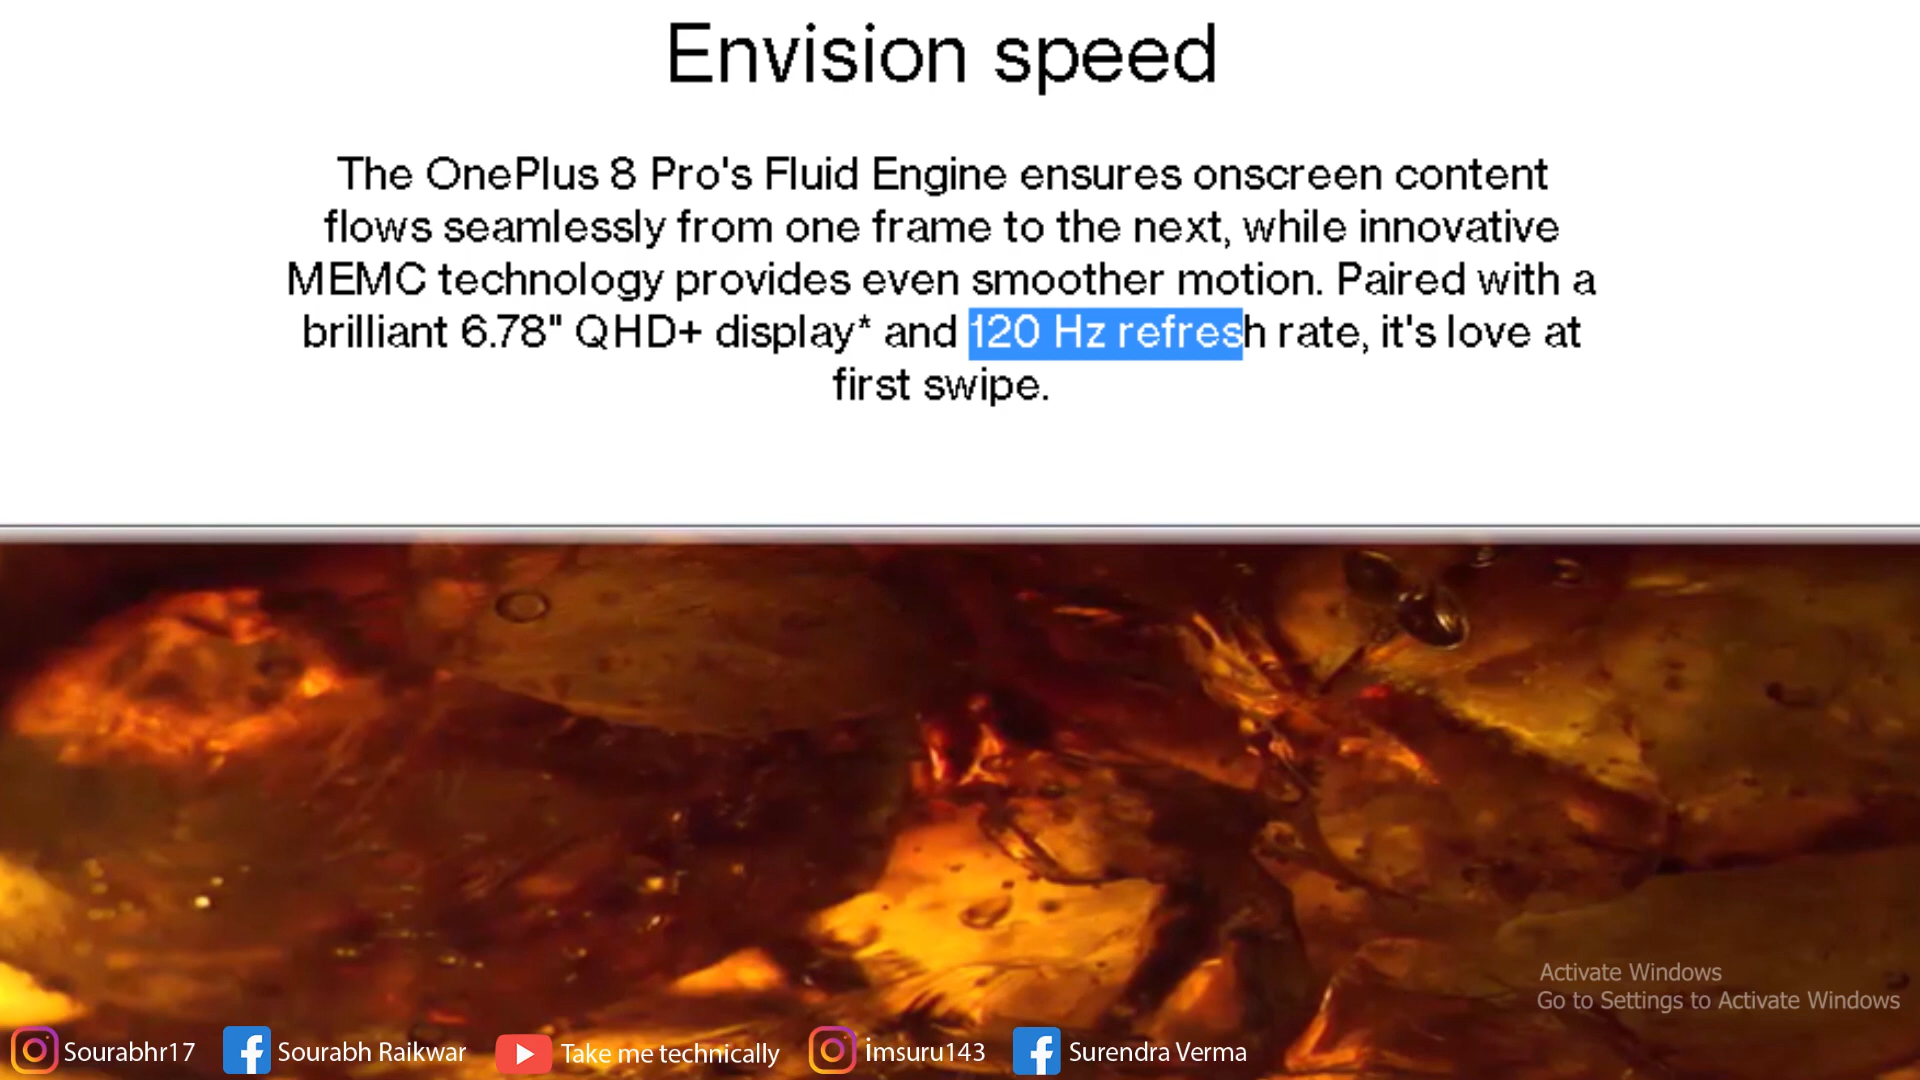 Envision speed
The OnePlus 8 Pro's Fluid Engine ensures onscreen content
flows seamlessly from one frame to the next, while innovative
MEMC technology provides even smoother motion. Paired with a
brilliant 6.78" QHD+ display* and 120 Hz refresh rate, it's love at
first swipe.
Activate Windows
Go to Settings to Activate Windows
Sourabhr17 Sourabh Raikwar Take me technically imsuru143 Surendra Verma